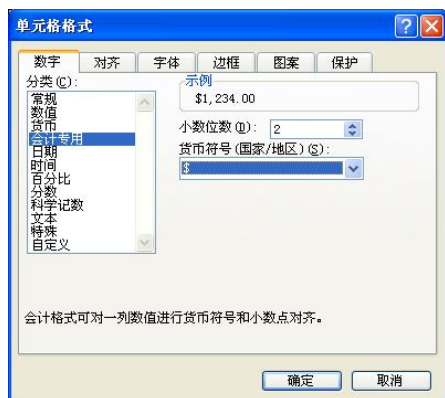 单元格格式
数字 对齐 字体 边框 图案 保护
分类(C):
常规
数值
货币
会计专用
日期
时间
百分比
分数
科学记数
文本
特殊
自定义
示例
$1,234.00
小数位数(D): 2
货币符号(国家/地区)(S):
$
会计格式可对一列数值进行货币符号和小数点对齐。
确定 取消